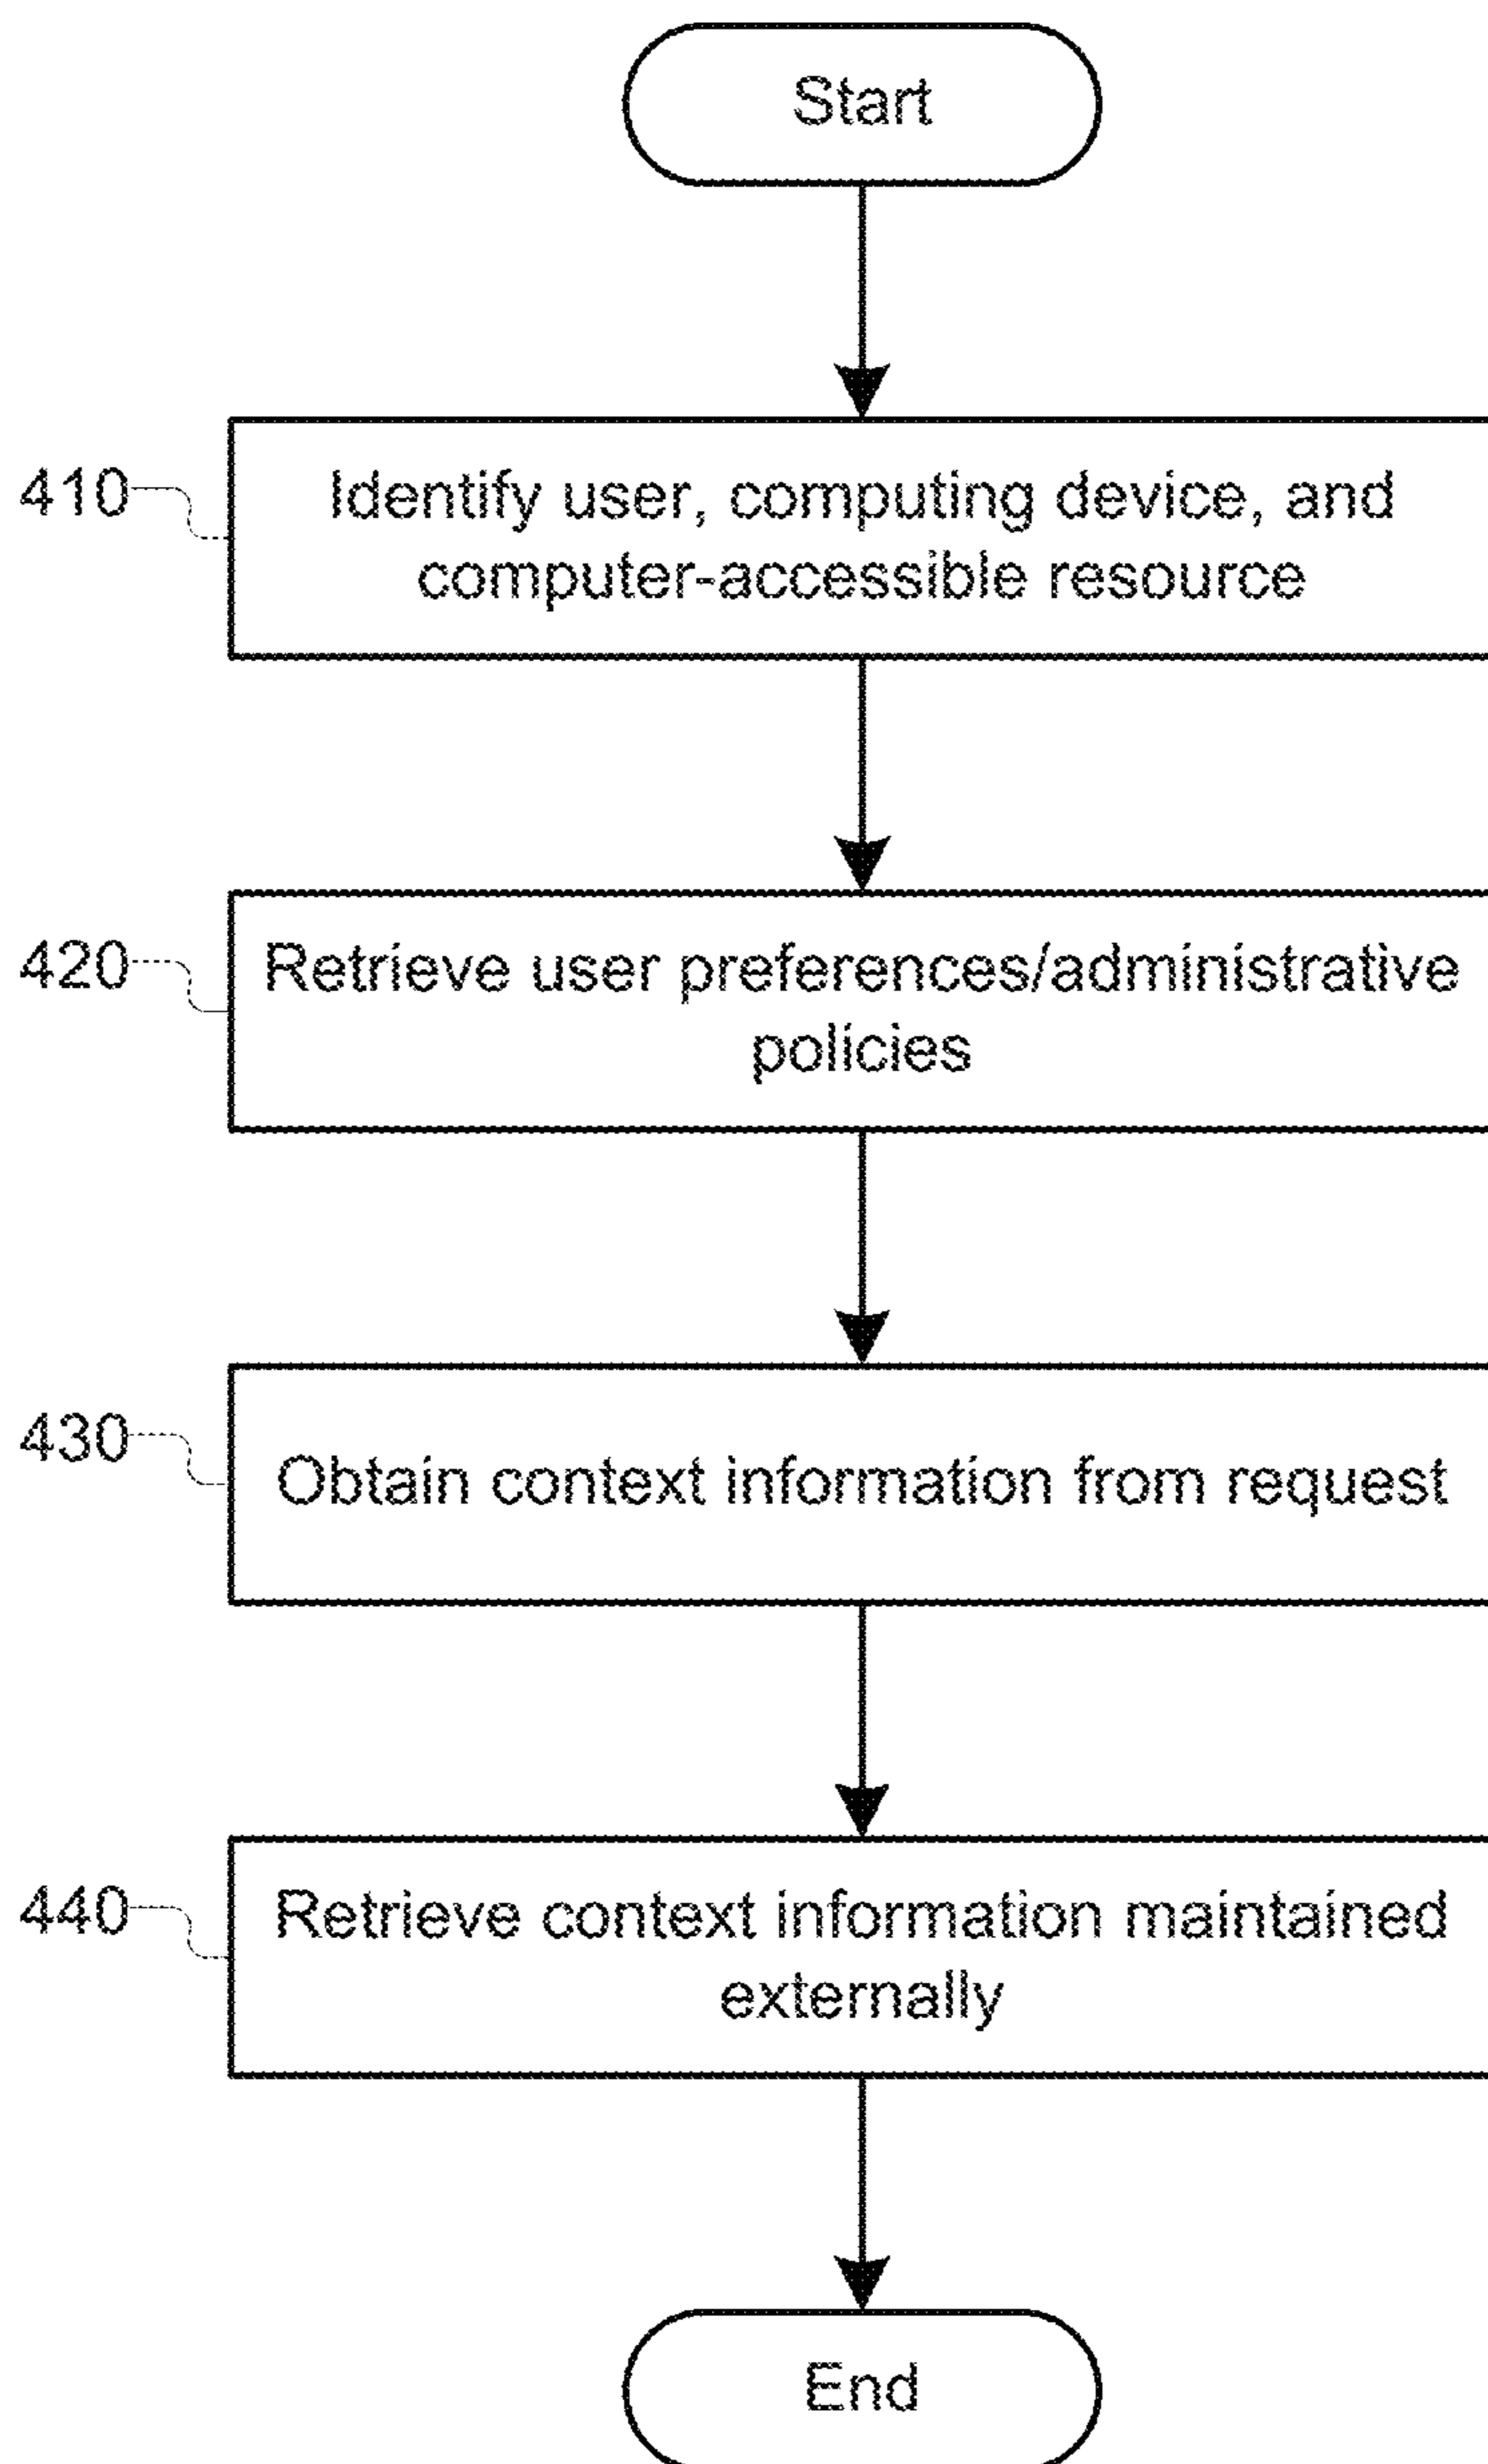 Start
410
Identify user, computing device, and
computer-accessible resource
420
Retrieve user preferences/administrative
policies
430
Obtain context information from request
440
Retrieve context information maintained
externally
End